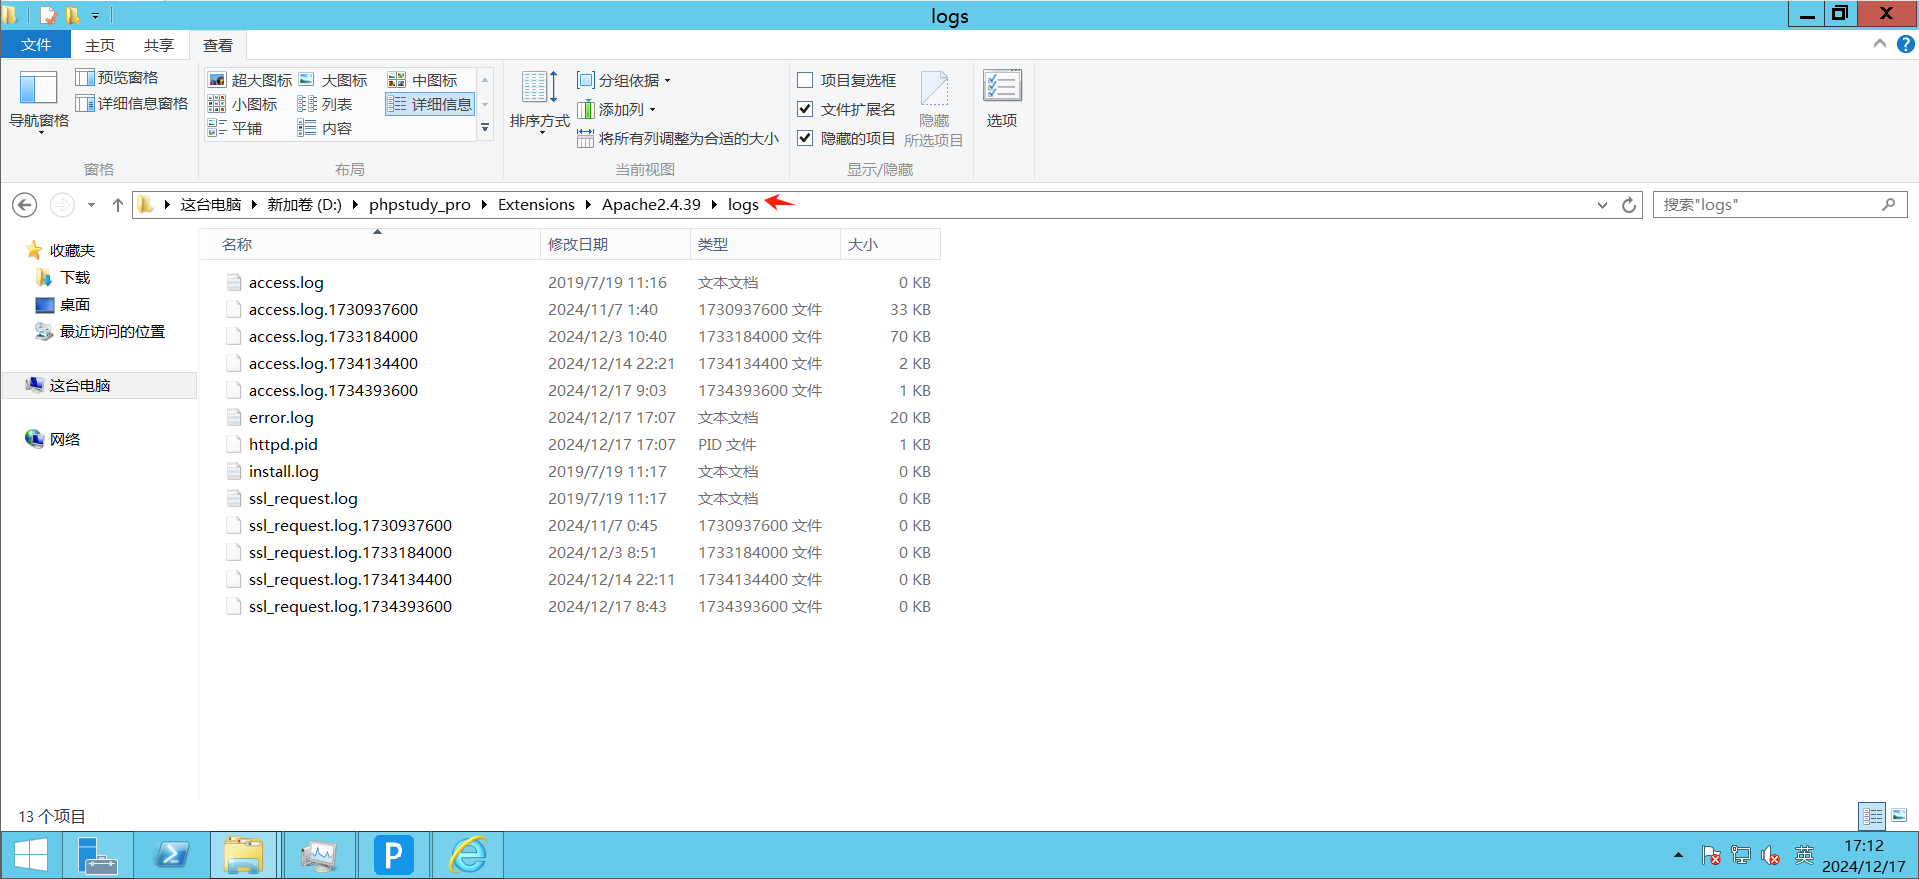 logs
文件 主页 共享 查看
导航窗格
预览窗格
详细信息窗格
窗格
超大图标 大图标 中图标
小图标 列表 详细信息
平铺 内容
布局
排序方式
分组依据
添加列
将所有列调整为合适的大小
当前视图
项目复选框
文件扩展名
隐藏的项目
隐藏
所选项目
显示/隐藏
选项
这台电脑 新加卷 (D:) phpstudy_pro Extensions Apache2.4.39 logs
搜索"logs"
收藏夹
下载
桌面
最近访问的位置
这台电脑
网络
名称 修改日期 类型 大小
access.log 2019/7/19 11:16 文本文档 0 KB
access.log.1730937600 2024/11/7 1:40 1730937600 文件 33 KB
access.log.1733184000 2024/12/3 10:40 1733184000 文件 70 KB
access.log.1734134400 2024/12/14 22:21 1734134400 文件 2 KB
access.log.1734393600 2024/12/17 9:03 1734393600 文件 1 KB
error.log 2024/12/17 17:07 文本文档 20 KB
httpd.pid 2024/12/17 17:07 PID 文件 1 KB
install.log 2019/7/19 11:17 文本文档 0 KB
ssl_request.log 2019/7/19 11:17 文本文档 0 KB
ssl_request.log.1730937600 2024/11/7 0:45 1730937600 文件 0 KB
ssl_request.log.1733184000 2024/12/3 8:51 1733184000 文件 0 KB
ssl_request.log.1734134400 2024/12/14 22:11 1734134400 文件 0 KB
ssl_request.log.1734393600 2024/12/17 8:43 1734393600 文件 0 KB
13 个项目
P
英
17:12
2024/12/17